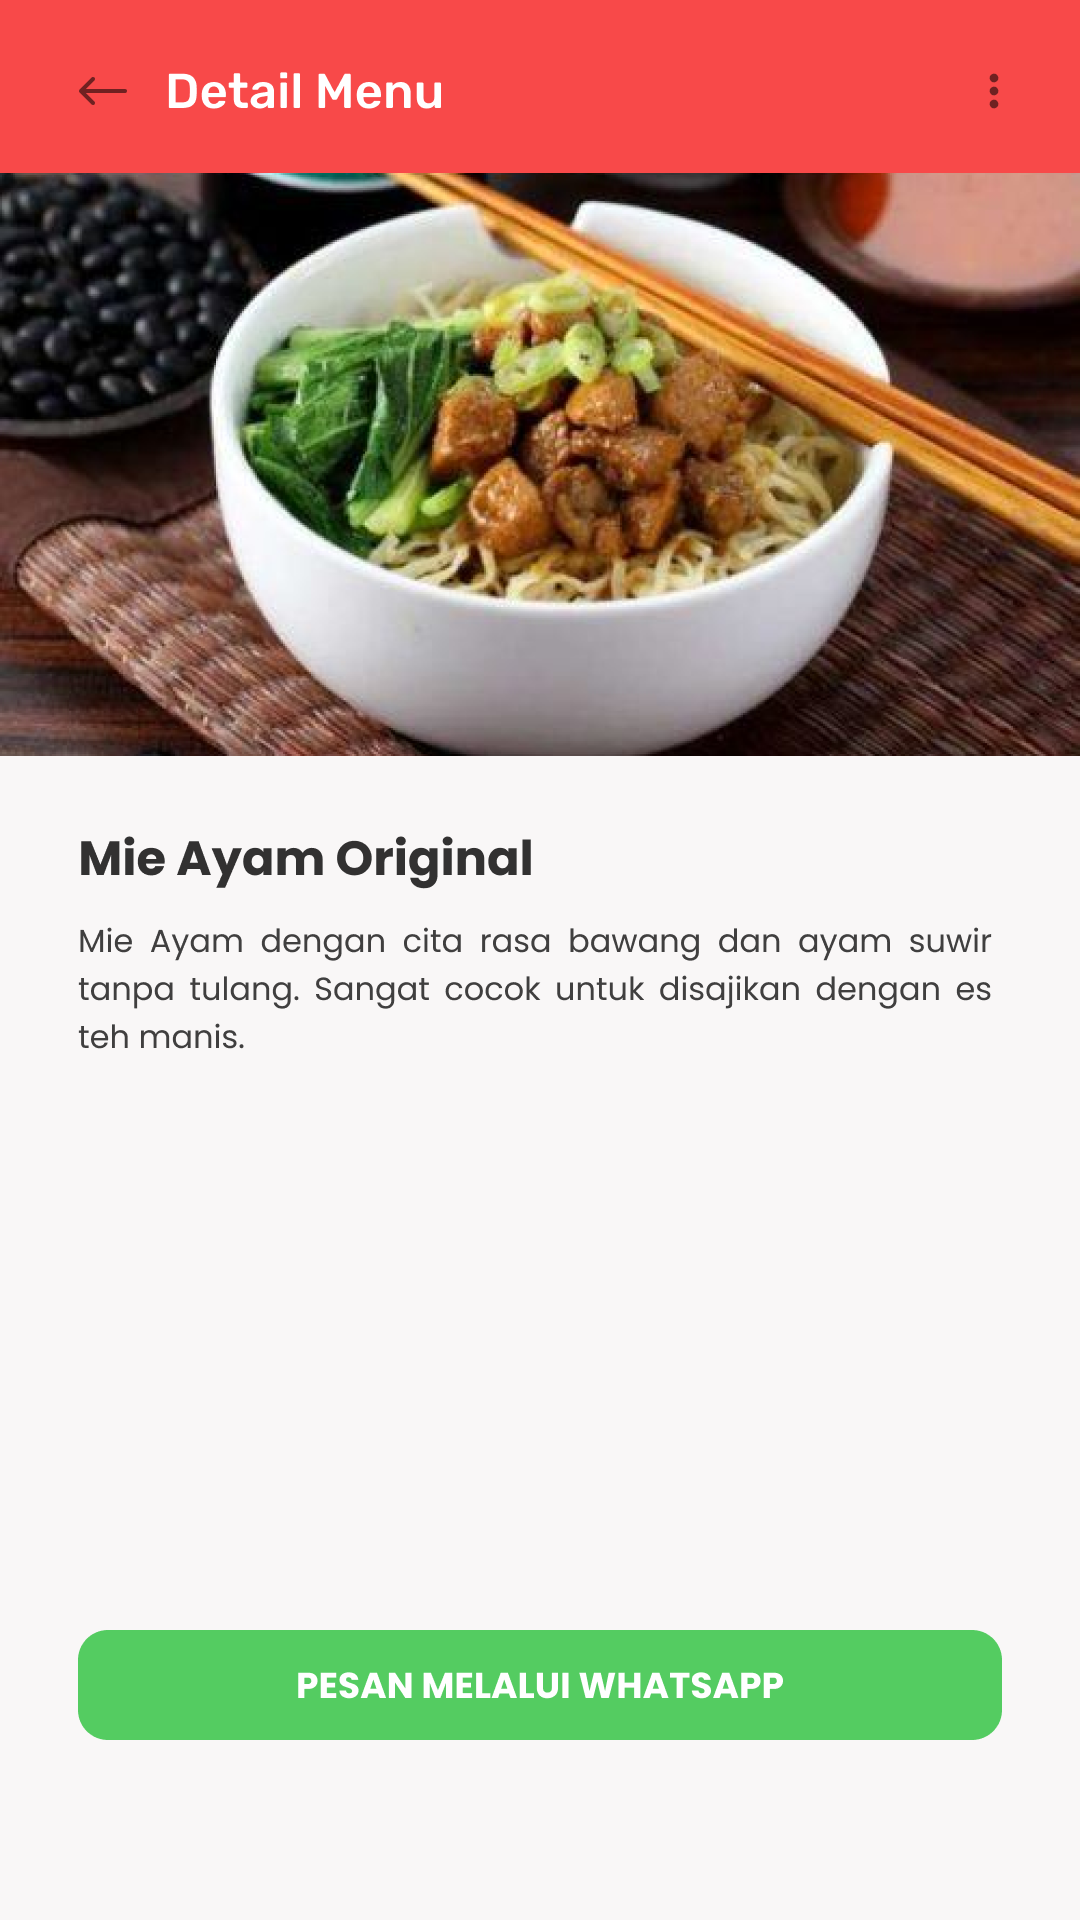 Detail Menu
Mie Ayam Original
Mie Ayam dengan cita rasa bawang dan ayam suwir
tanpa tulang. Sangat cocok untuk disajikan dengan es
teh manis.
PESAN MELALUI WHATSAPP